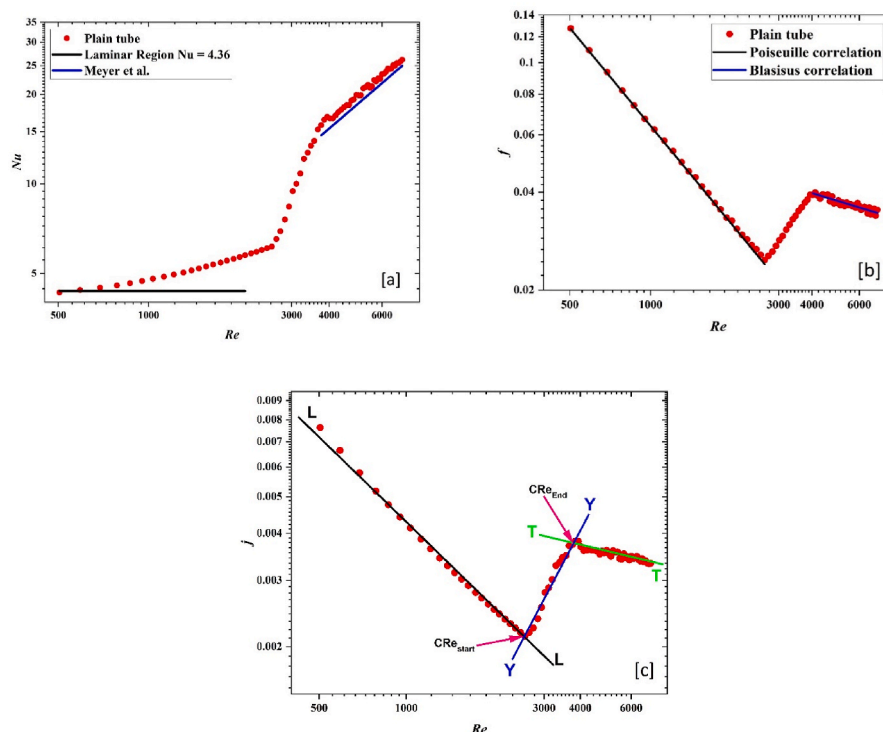 35
30
25
20
15
10
5
Nu
Plain tube
Laminar Region Nu = 4.36
Meyer et al.
[a]
500
1000
3000
4000
6000
Re
0.14
0.12
0.1
0.08
0.06
0.04
0.02
f
Plain tube
Poiseuille correlation
Blasisus correlation
[b]
500
1000
3000
4000
6000
Re
0.009
0.008
0.007
0.006
0.005
0.004
0.003
0.002
j
L
CRe_End
Y
T
T
CRe_start
Y
L
[c]
500
1000
3000
4000
6000
Re